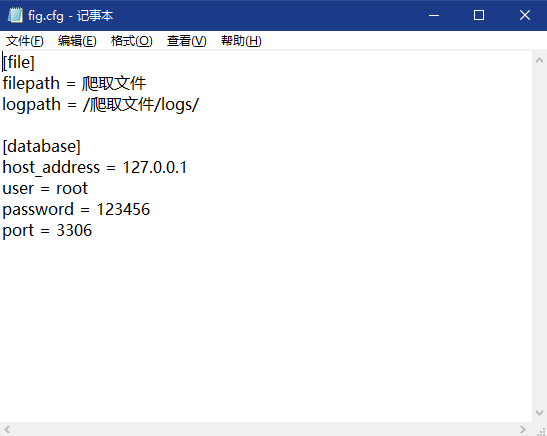 fig.cfg - 记事本
文件(F) 编辑(E) 格式(O) 查看(V) 帮助(H)
[file]
filepath = 爬取文件
logpath = /爬取文件/logs/
[database]
host_address = 127.0.0.1
user = root
password = 123456
port = 3306